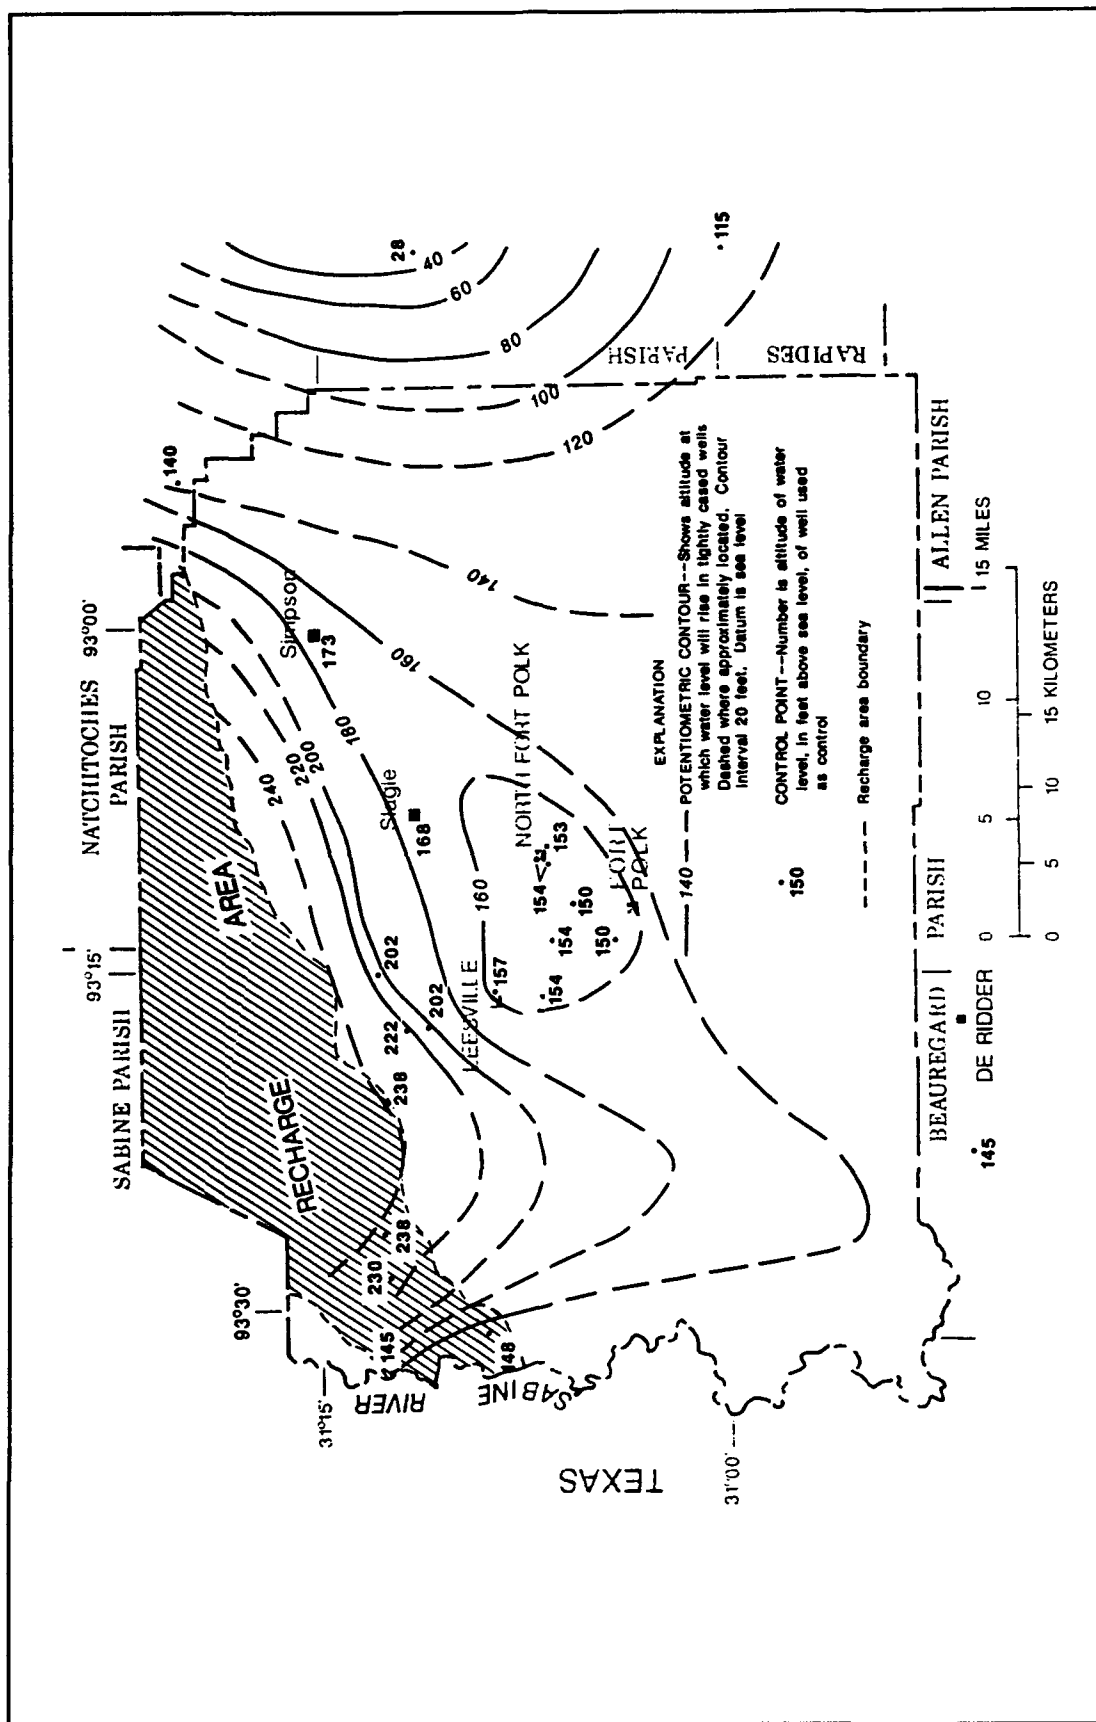 SABINE PARISH
NATCHITOCHES
PARISH
93°30'
93°15'
93°00'
31°15'
31°00'
RECHARGE
AREA
TEXAS
SABINE
RIVER
145
148
230
238
238
222
202
202
240
220
200
180
160
160
140
140
120
100
80
60
40
28
115
Simpson
173
Slagle
168
LEESVILLE
157
154
154
150
150
154
153
NORTH FORT POLK
FORT
POLK
PARISH
RAPIDES
EXPLANATION
140 POTENTIOMETRIC CONTOUR--Shows altitude at
which water level will rise in tightly cased wells
Dashed where approximately located. Contour
interval 20 feet. Datum is sea level
150
CONTROL POINT--Number is altitude of water
level, in feet above sea level, of well used
as control
Recharge area boundary
BEAUREGARD
PARISH
ALLEN PARISH
145
DE RIDDER
0 5 10 15 MILES
0 5 10 15 KILOMETERS